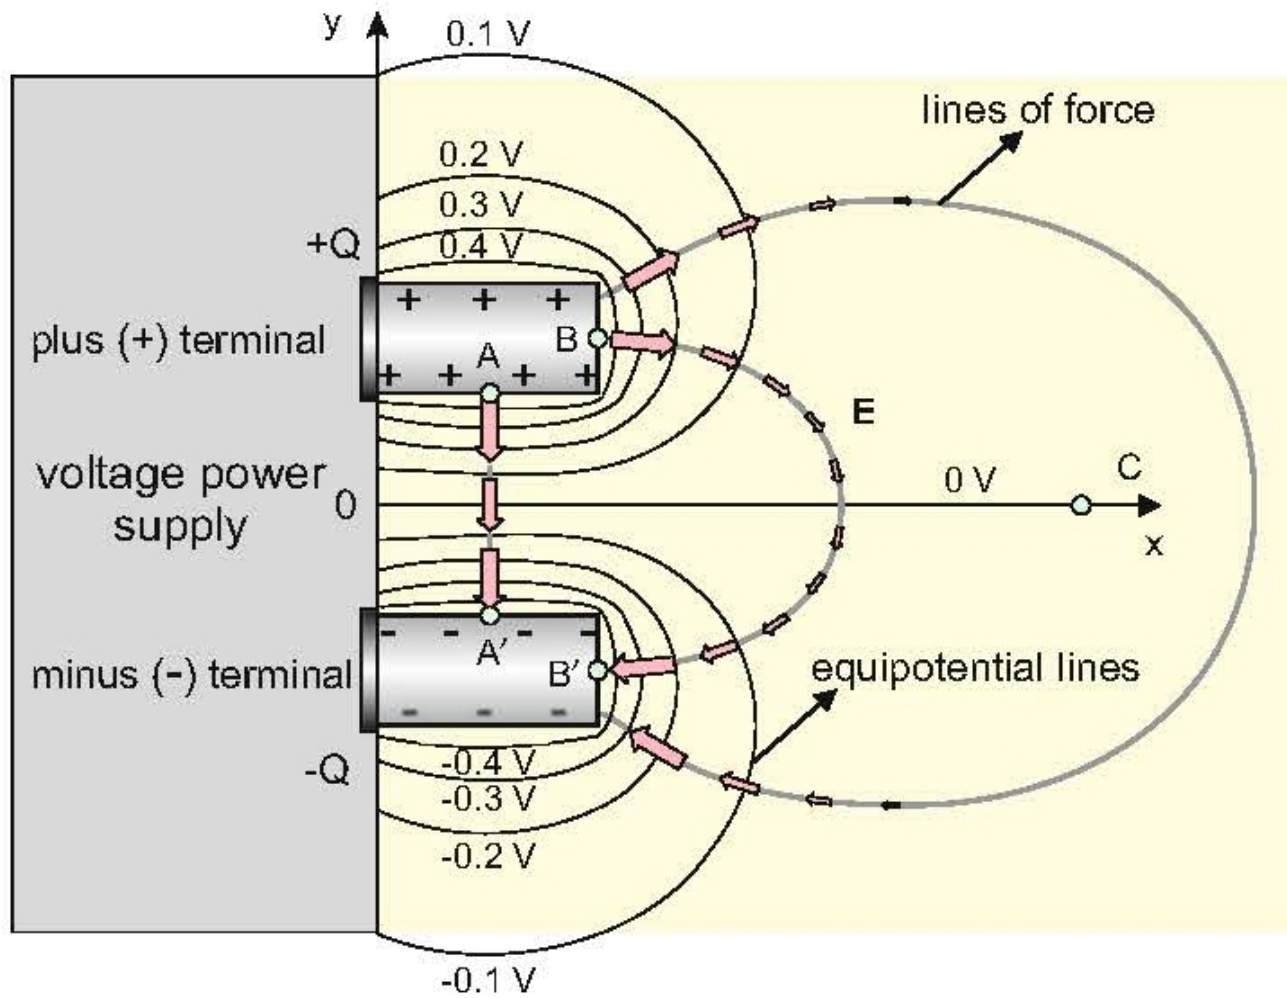 y
0.1 V
lines of force
0.2 V
0.3 V
+Q
0.4 V
+ + +
plus (+) terminal
A
B
+ + + +
E
voltage power
supply
0
0 V
C
x
- - - -
A′
minus (-) terminal
B′
equipotential lines
- - -
-Q
-0.4 V
-0.3 V
-0.2 V
-0.1 V